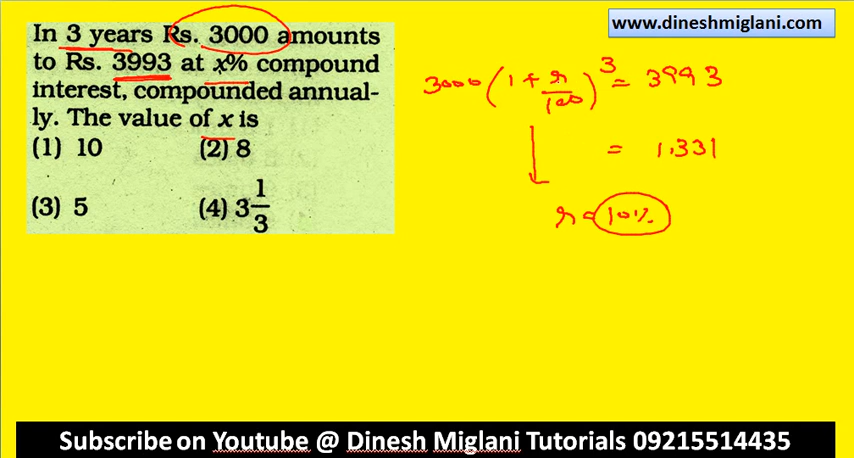 www.dineshmiglani.com
In 3 years Rs. 3000 amounts
to Rs. 3993 at x% compound
interest, compounded annual-
ly. The value of x is
(1) 10 (2) 8
(3) 5 (4) 3 1/3
3000 (1 + r/100)^3 = 3993
= 1.331
r = 10%
Subscribe on Youtube @ Dinesh Miglani Tutorials 09215514435